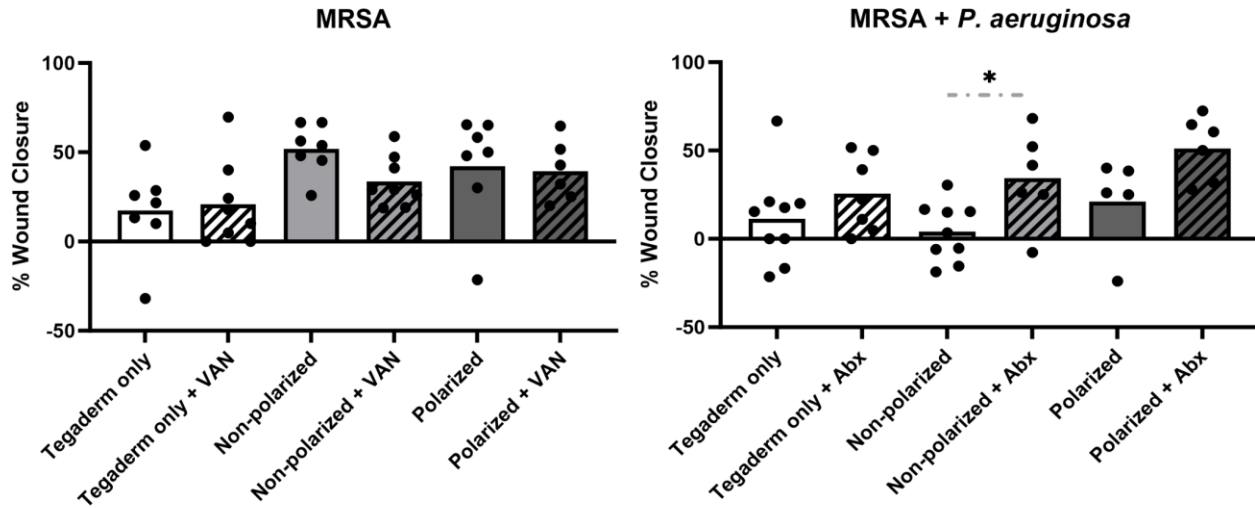 MRSA
% Wound Closure
100
50
0
-50
Tegaderm only
Tegaderm only + VAN
Non-polarized
Non-polarized + VAN
Polarized
Polarized + VAN
MRSA + P. aeruginosa
% Wound Closure
100
50
0
-50
*
Tegaderm only
Tegaderm only + Abx
Non-polarized
Non-polarized + Abx
Polarized
Polarized + Abx